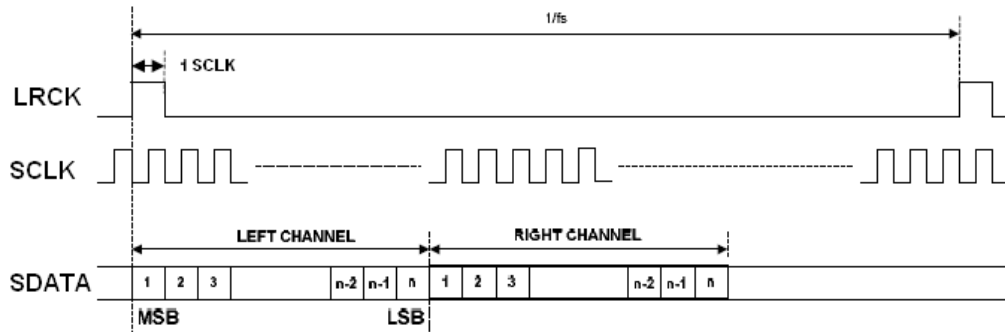 1/fs
1 SCLK
LRCK
SCLK
LEFT CHANNEL
RIGHT CHANNEL
SDATA
1 2 3 n-2 n-1 n 1 2 3 n-2 n-1 n
MSB LSB